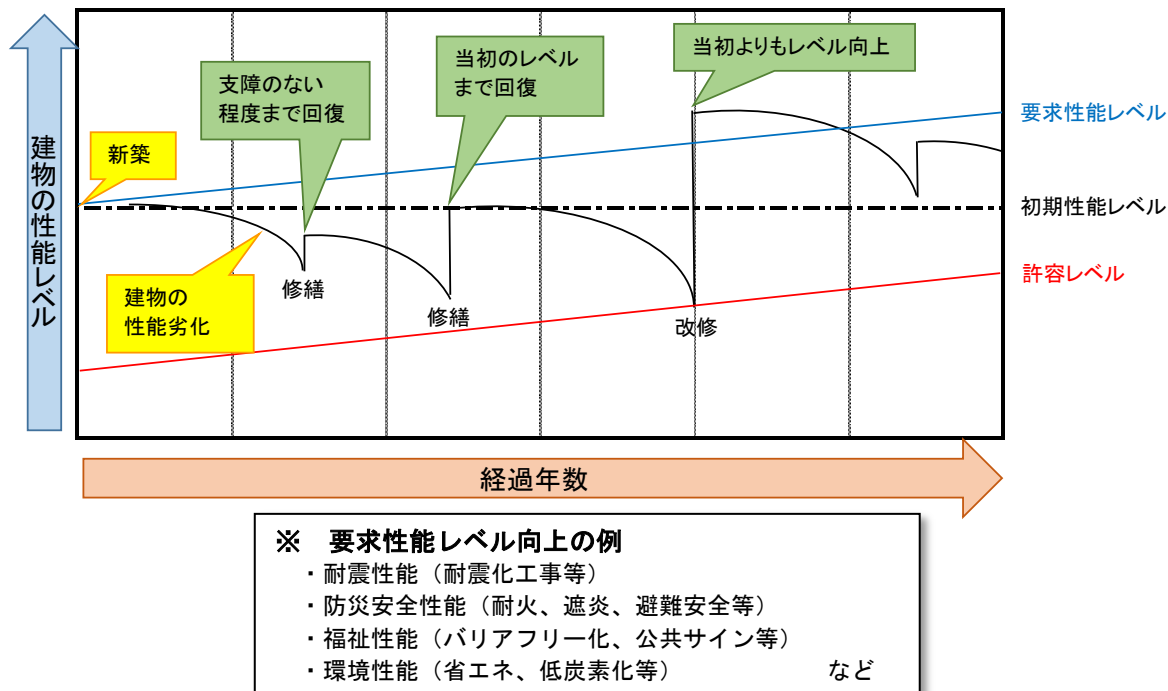 建物の性能レベル
新築
支障のない
程度まで回復
当初のレベル
まで回復
当初よりもレベル向上
要求性能レベル
初期性能レベル
許容レベル
建物の
性能劣化
修繕
修繕
改修
経過年数
※　要求性能レベル向上の例
・耐震性能（耐震化工事等）
・防災安全性能（耐火、遮炎、避難安全等）
・福祉性能（バリアフリー化、公共サイン等）
・環境性能（省エネ、低炭素化等）　など